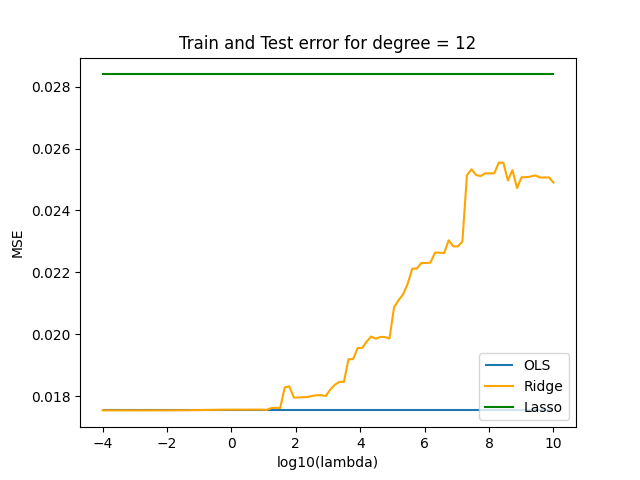 Train and Test error for degree = 12
MSE
0.028
0.026
0.024
0.022
0.020
0.018
−4
−2
0
2
4
6
8
10
log10(lambda)
OLS
Ridge
Lasso